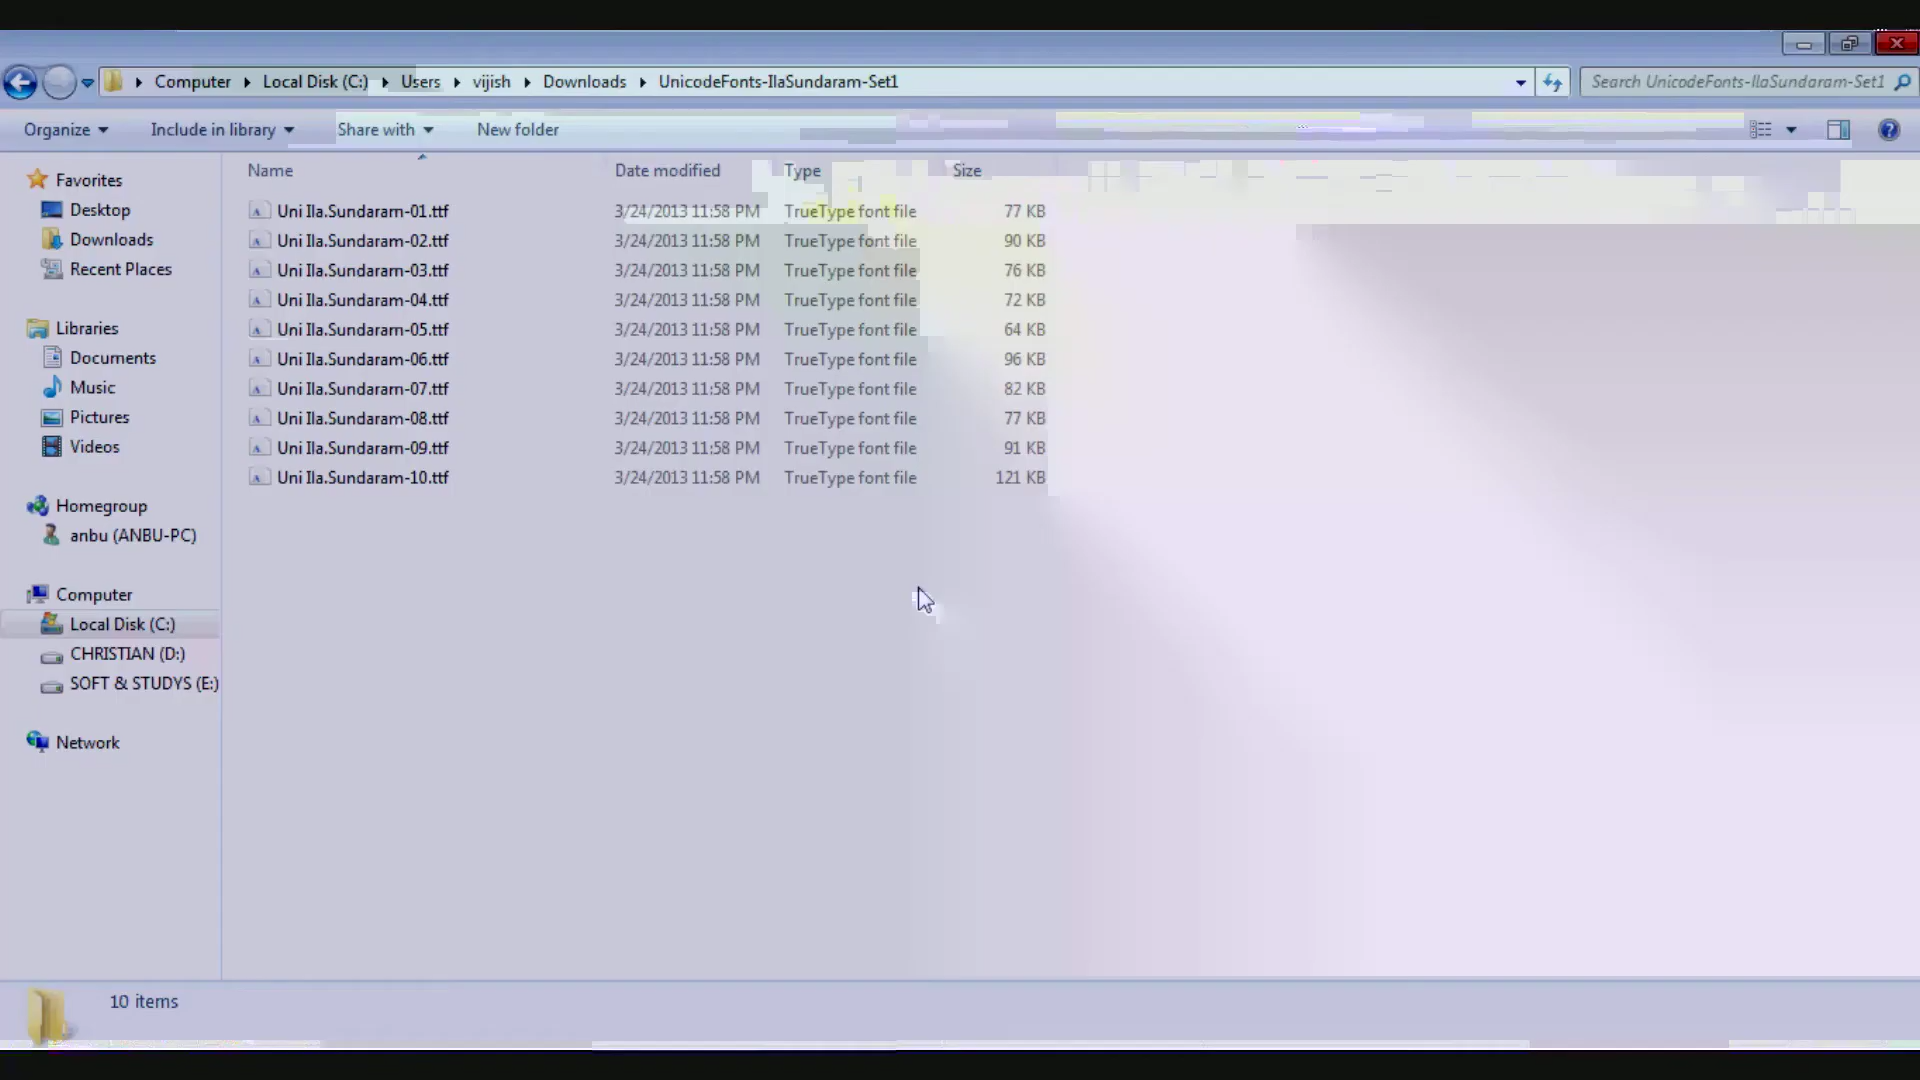 Computer Local Disk (C:) Users vijish Downloads UnicodeFonts-IlaSundaram-Set1 Search UnicodeFonts-IlaSundaram-Set1
Organize Include in library Share with New folder
Favorites
Desktop
Downloads
Recent Places
Libraries
Documents
Music
Pictures
Videos
Homegroup
anbu (ANBU-PC)
Computer
Local Disk (C:)
CHRISTIAN (D:)
SOFT & STUDYS (E:)
Network
Name Date modified Type Size
Uni Ila.Sundaram-01.ttf 3/24/2013 11:58 PM TrueType font file 77 KB
Uni Ila.Sundaram-02.ttf 3/24/2013 11:58 PM TrueType font file 90 KB
Uni Ila.Sundaram-03.ttf 3/24/2013 11:58 PM TrueType font file 76 KB
Uni Ila.Sundaram-04.ttf 3/24/2013 11:58 PM TrueType font file 72 KB
Uni Ila.Sundaram-05.ttf 3/24/2013 11:58 PM TrueType font file 64 KB
Uni Ila.Sundaram-06.ttf 3/24/2013 11:58 PM TrueType font file 96 KB
Uni Ila.Sundaram-07.ttf 3/24/2013 11:58 PM TrueType font file 82 KB
Uni Ila.Sundaram-08.ttf 3/24/2013 11:58 PM TrueType font file 77 KB
Uni Ila.Sundaram-09.ttf 3/24/2013 11:58 PM TrueType font file 91 KB
Uni Ila.Sundaram-10.ttf 3/24/2013 11:58 PM TrueType font file 121 KB
10 items